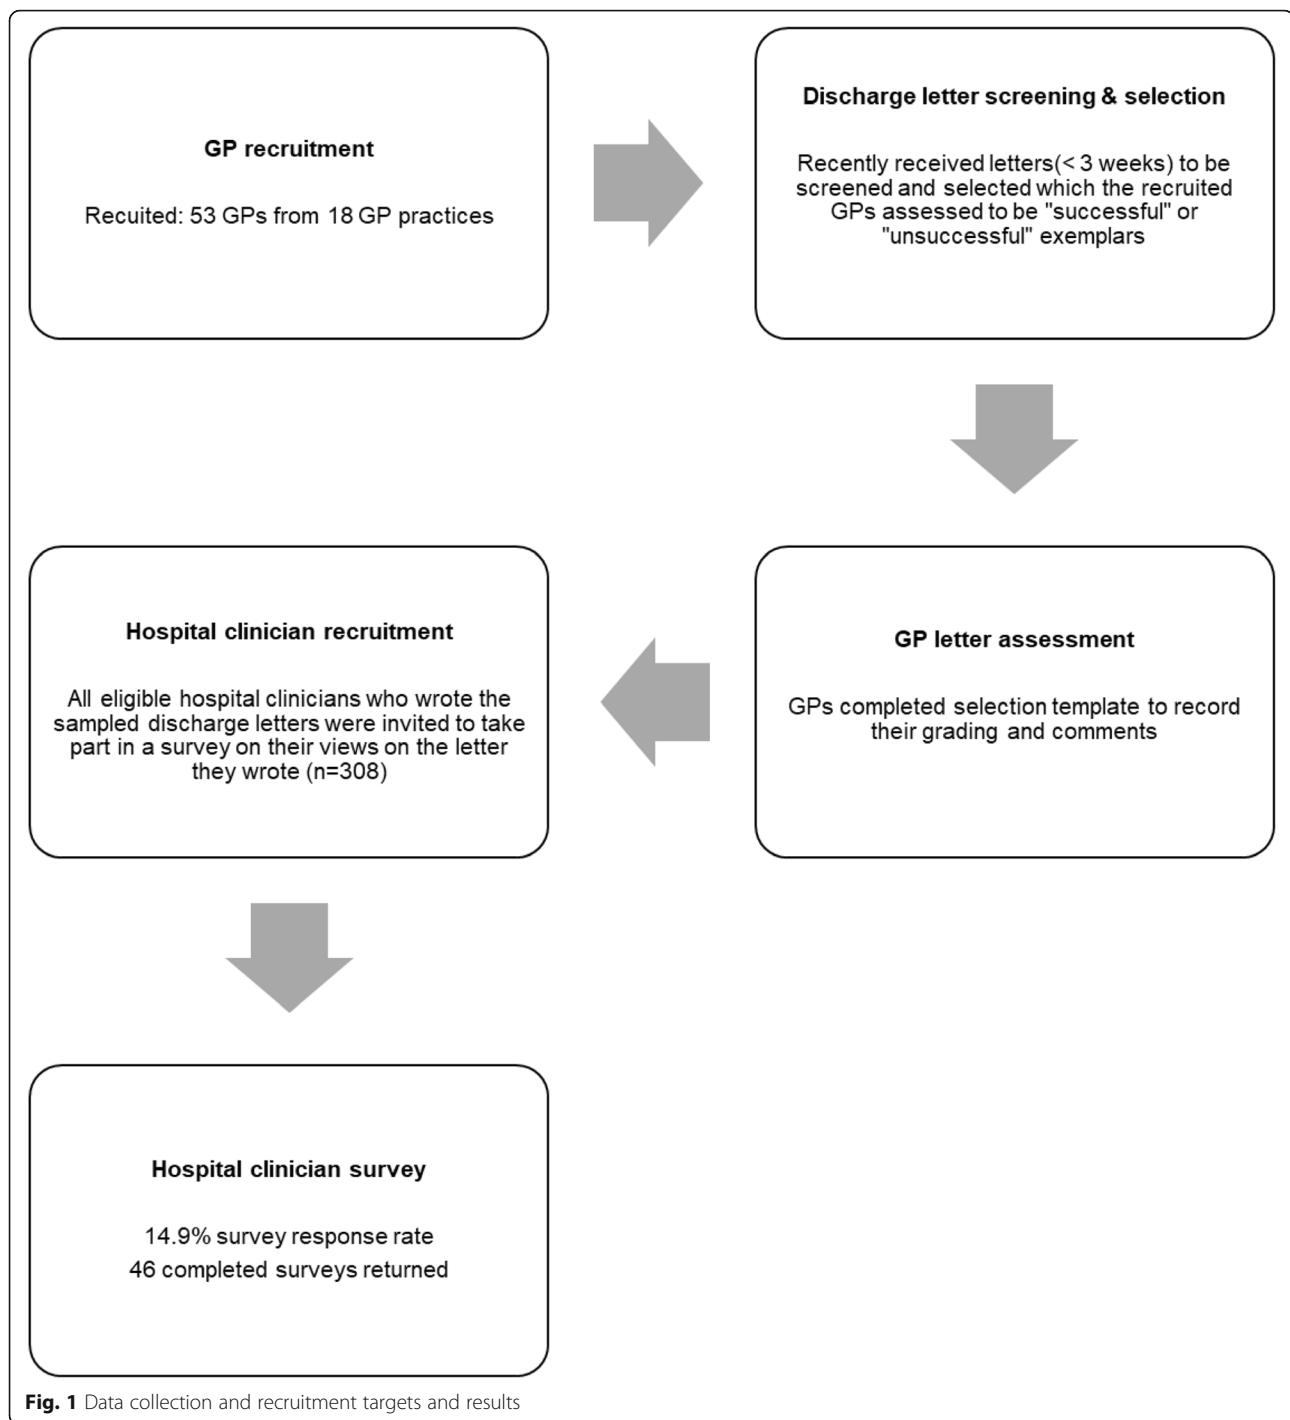 GP recruitment
Recuited: 53 GPs from 18 GP practices
Discharge letter screening & selection
Recently received letters(< 3 weeks) to be
screened and selected which the recruited
GPs assessed to be "successful" or
"unsuccessful" exemplars
GP letter assessment
GPs completed selection template to record
their grading and comments
Hospital clinician recruitment
All eligible hospital clinicians who wrote the
sampled discharge letters were invited to take
part in a survey on their views on the letter
they wrote (n=308)
Hospital clinician survey
14.9% survey response rate
46 completed surveys returned
Fig. 1 Data collection and recruitment targets and results